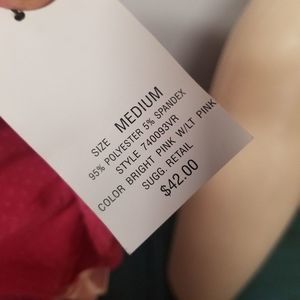 SIZE MEDIUM
95% POLYESTER 5% SPANDEX
STYLE 740093VR
COLOR BRIGHT PINK W/LT PINK
SUGG. RETAIL
$42.00